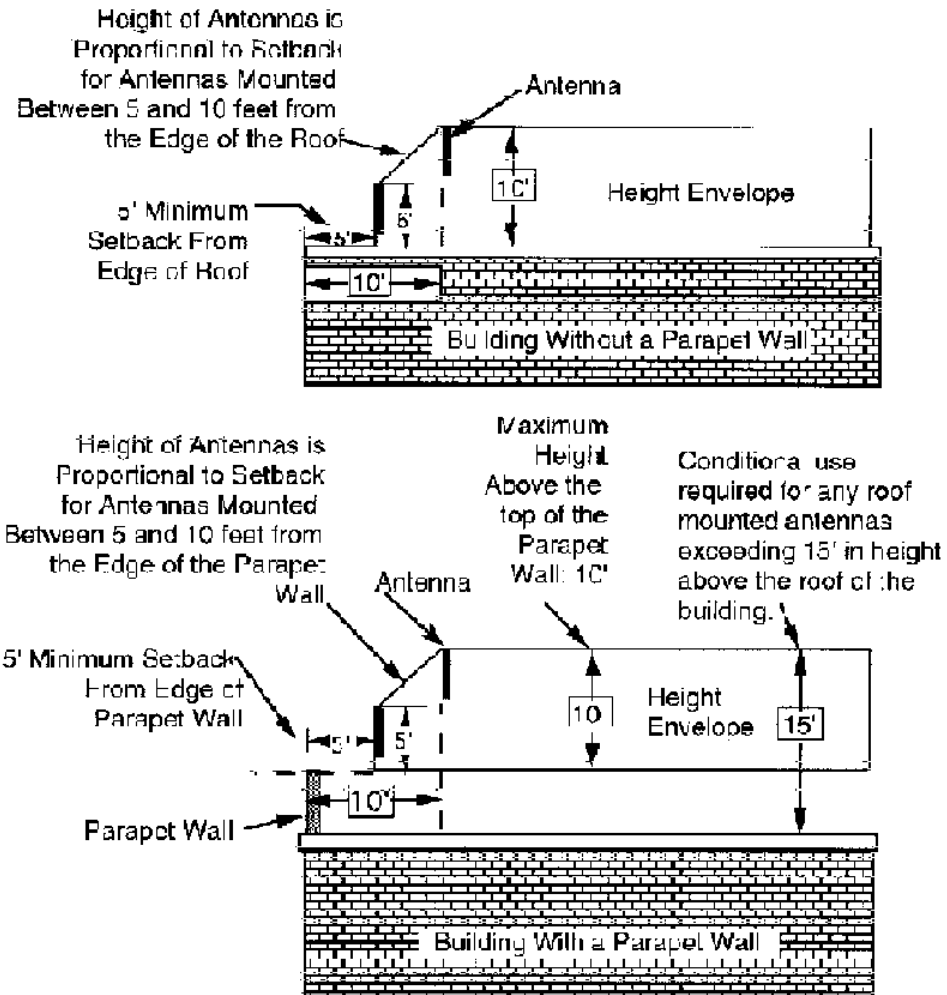 Height of Antennas is
Proportional to Setback
for Antennas Mounted
Between 5 and 10 feet from
the Edge of the Roof
Antenna
10'
Height Envelope
5' Minimum
Setback From
Edge of Roof
5'
5'
10'
Building Without a Parapet Wall
Height of Antennas is
Proportional to Setback
for Antennas Mounted
Between 5 and 10 feet from
the Edge of the Parapet
Wall
Antenna
Maximum
Height
Above the
top of the
Parapet
Wall: 10'
Conditional use
required for any roof
mounted antennas
exceeding 15' in height
above the roof of the
building.
5' Minimum Setback
From Edge of
Parapet Wall
5'
5'
10
Height
Envelope
15'
10'
Parapet Wall
Building With a Parapet Wall